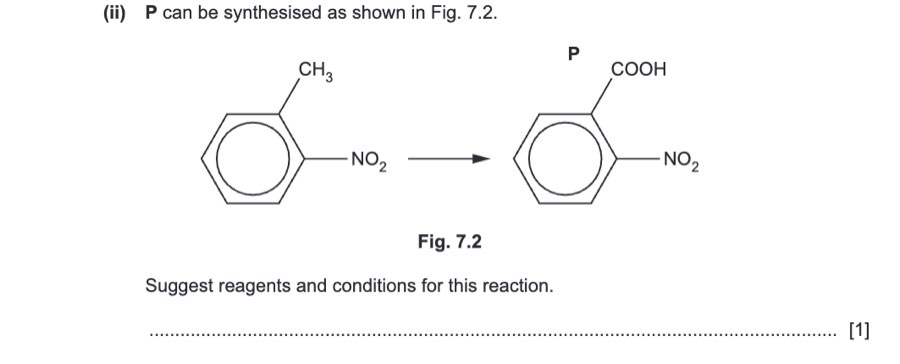 (ii) P can be synthesised as shown in Fig. 7.2.
P
CH3 COOH
NO2 NO2
Fig. 7.2
Suggest reagents and conditions for this reaction.
.......................................................................................................................................... [1]